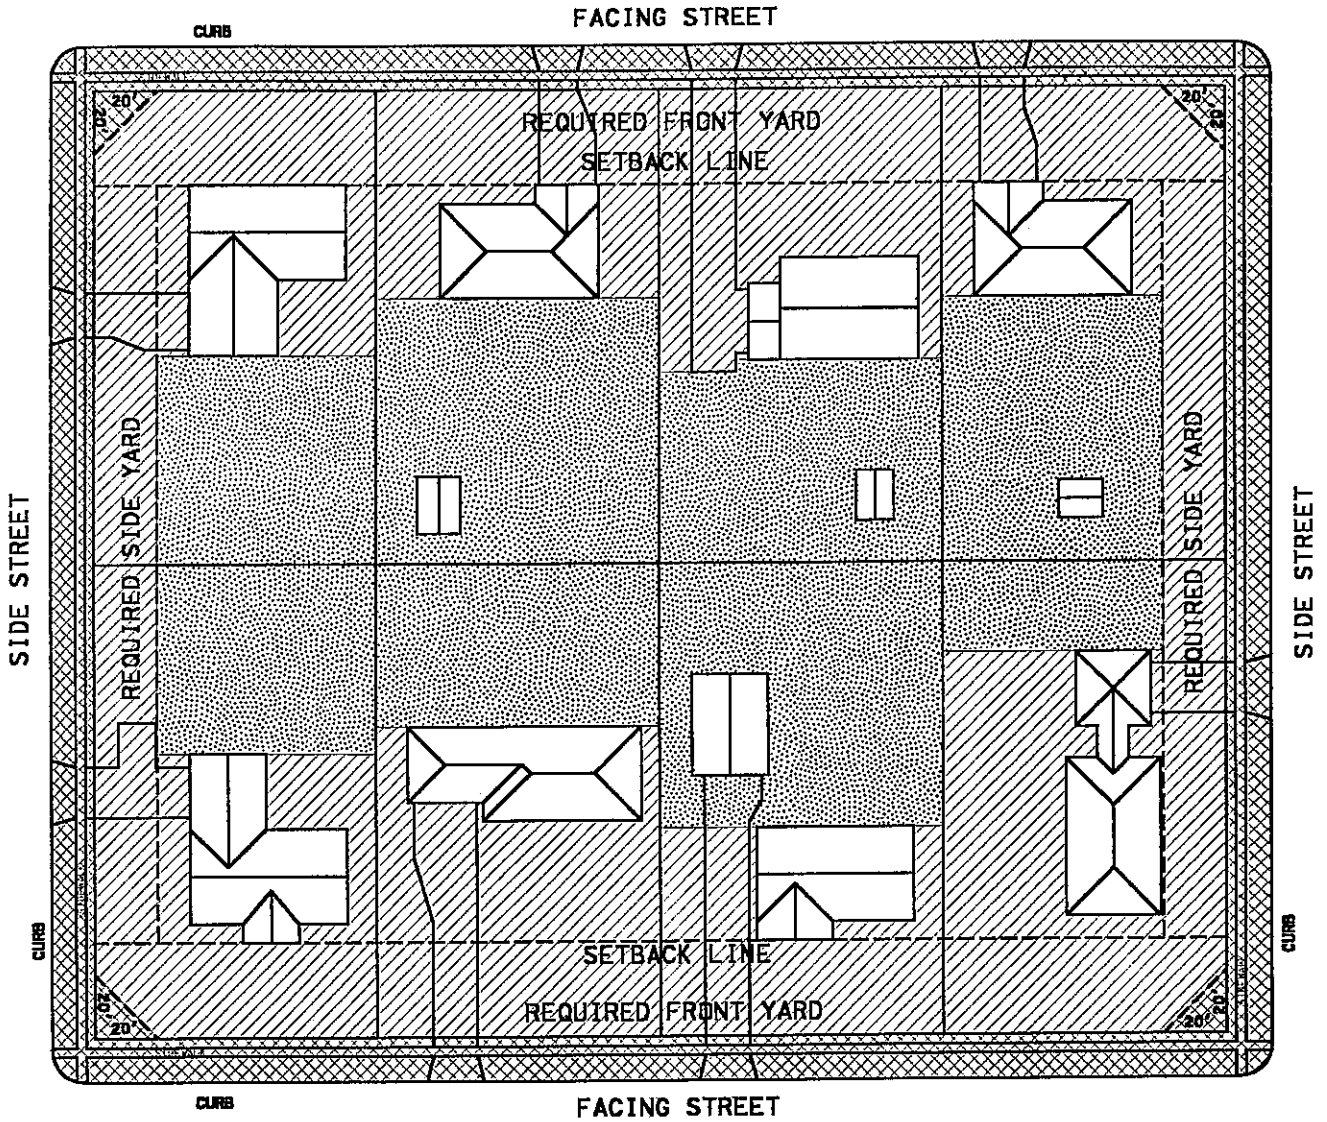 FACING STREET
CURB
20'
20'
20'
20'
REQUIRED FRONT YARD
SETBACK LINE
REQUIRED SIDE YARD
REQUIRED SIDE YARD
SIDE STREET
SIDE STREET
CURB
CURB
SETBACK LINE
REQUIRED FRONT YARD
20'
20'
20'
20'
CURB
FACING STREET